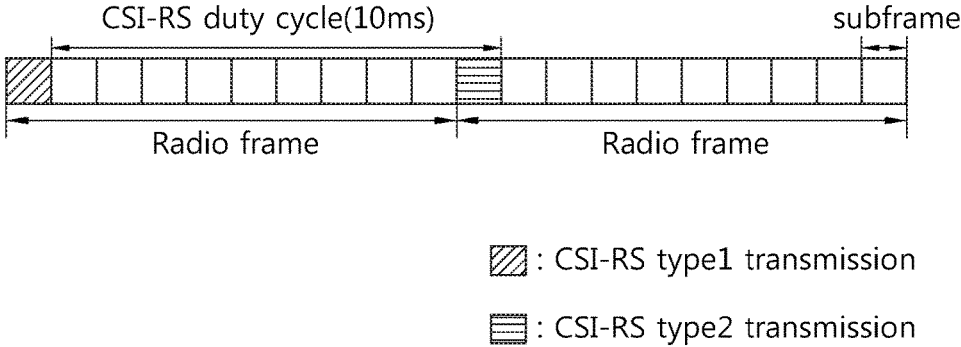 CSI-RS duty cycle(10ms) subframe
Radio frame Radio frame
: CSI-RS type1 transmission
: CSI-RS type2 transmission